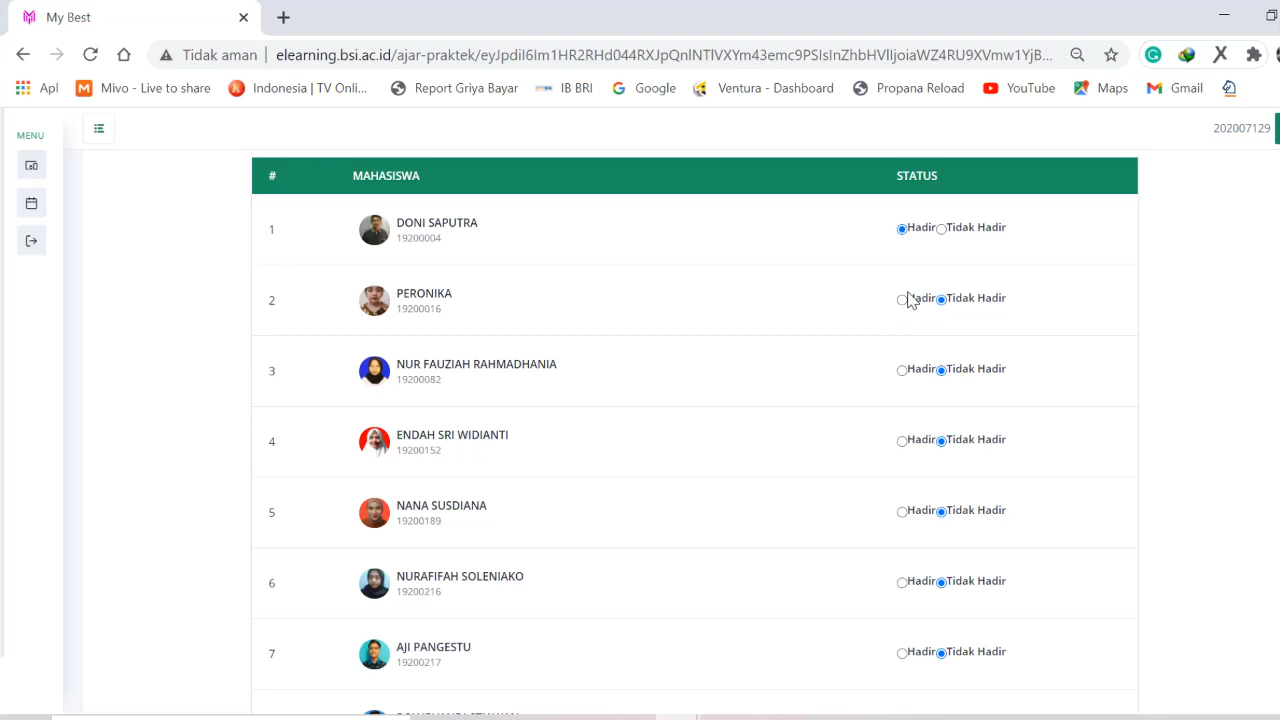 My Best
Tidak aman
elearning.bsi.ac.id/ajar-praktek/eyJpdiI6Im1HR2RHd044RXJpQnlNTlVXYm43emc9PSIsInZhbHVlIjoiaWZ4RU9XVmw1YjB...
Apl
Mivo - Live to share
Indonesia | TV Onli...
Report Griya Bayar
IB BRI
Google
Ventura - Dashboard
Propana Reload
YouTube
Maps
Gmail
MENU
202007129
# MAHASISWA STATUS
1 DONI SAPUTRA Hadir Tidak Hadir
19200004
2 PERONIKA Hadir Tidak Hadir
19200016
3 NUR FAUZIAH RAHMADHANIA Hadir Tidak Hadir
19200082
4 ENDAH SRI WIDIANTI Hadir Tidak Hadir
19200152
5 NANA SUSDIANA Hadir Tidak Hadir
19200189
6 NURAFIFAH SOLENIAKO Hadir Tidak Hadir
19200216
7 AJI PANGESTU Hadir Tidak Hadir
19200217